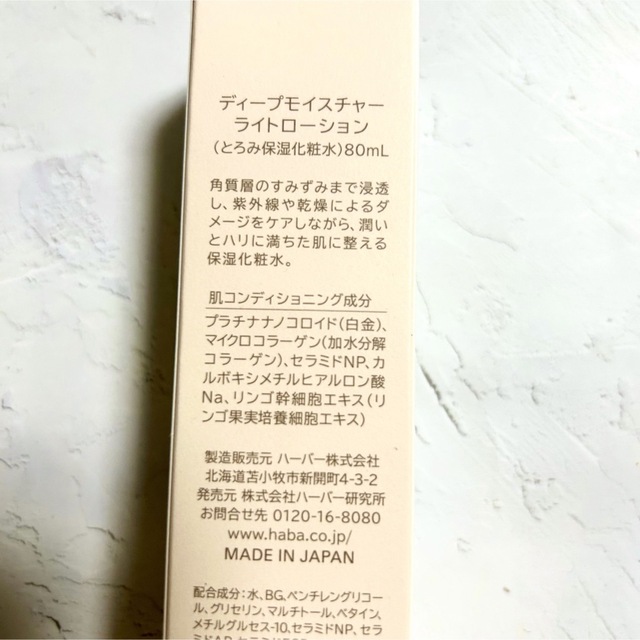 ディープモイスチャー
ライトローション
(とろみ保湿化粧水)80mL
角質層のすみずみまで浸透
し、紫外線や乾燥によるダ
メージをケアしながら、潤い
とハリに満ちた肌に整える
保湿化粧水。
肌コンディショニング成分
プラチナナノコロイド(白金)、
マイクロコラーゲン(加水分解
コラーゲン)、セラミドNP、カ
ルボキシメチルヒアルロン酸
Na、リンゴ幹細胞エキス(リ
ンゴ果実培養細胞エキス)
製造販売元 ハーバー株式会社
北海道苫小牧市新開町4-3-2
発売元 株式会社ハーバー研究所
お問合せ先 0120-16-8080
www.haba.co.jp/
MADE IN JAPAN
配合成分:水、BG、ペンチレングリコー
ル、グリセリン、マルチトール、ベタイン、
メチルグルセス-10、セラミドNP、セラ